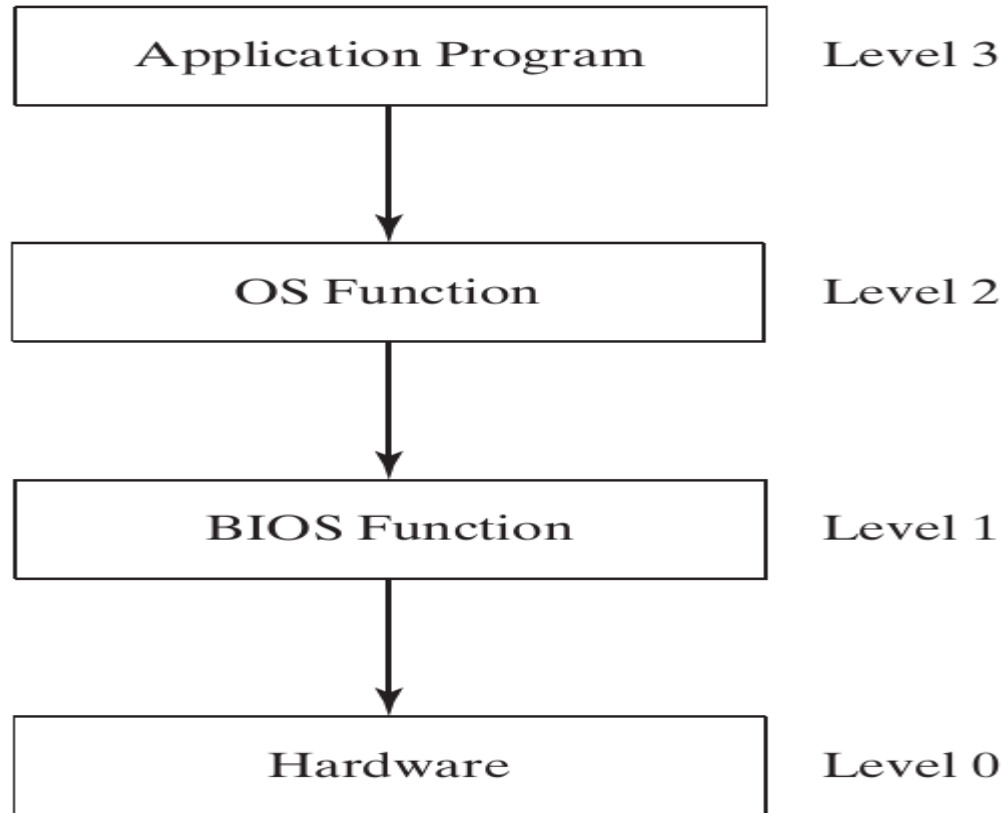 Application Program Level 3
OS Function Level 2
BIOS Function Level 1
Hardware Level 0